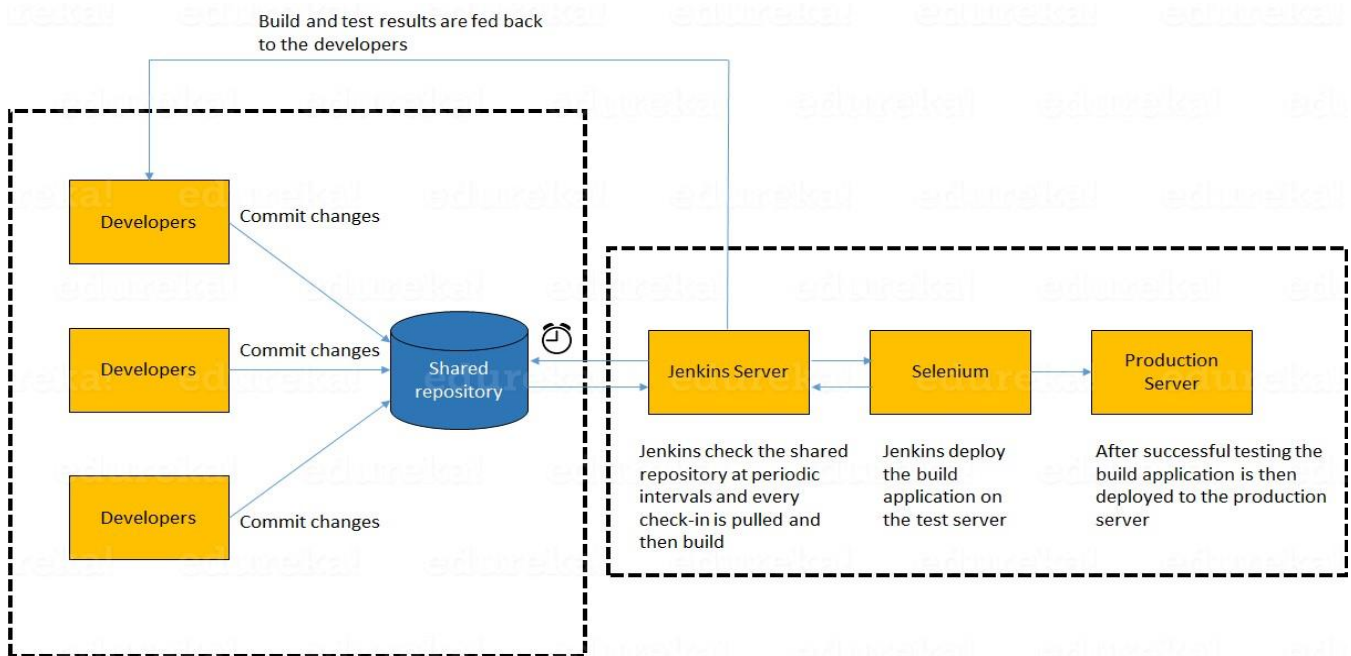 Build and test results are fed back
to the developers
Developers
Commit changes
Developers
Commit changes
Developers
Commit changes
Shared
repository
Jenkins Server
Selenium
Production
Server
Jenkins check the shared
repository at periodic
intervals and every
check-in is pulled and
then build
Jenkins deploy
the build
application on
the test server
After successful testing the
build application is then
deployed to the production
server
edureka!